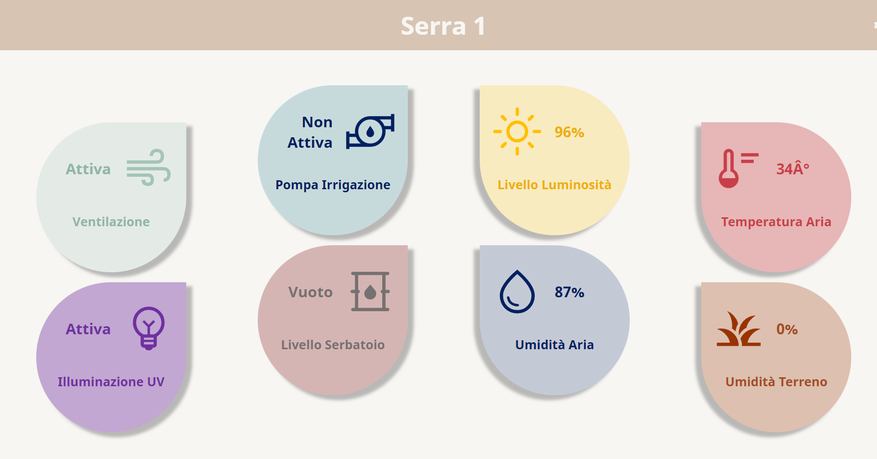 Serra 1
Attiva
Ventilazione
Non
Attiva
Pompa Irrigazione
96%
Livello Luminosità
34Â°
Temperatura Aria
Attiva
Illuminazione UV
Vuoto
Livello Serbatoio
87%
Umidità Aria
0%
Umidità Terreno